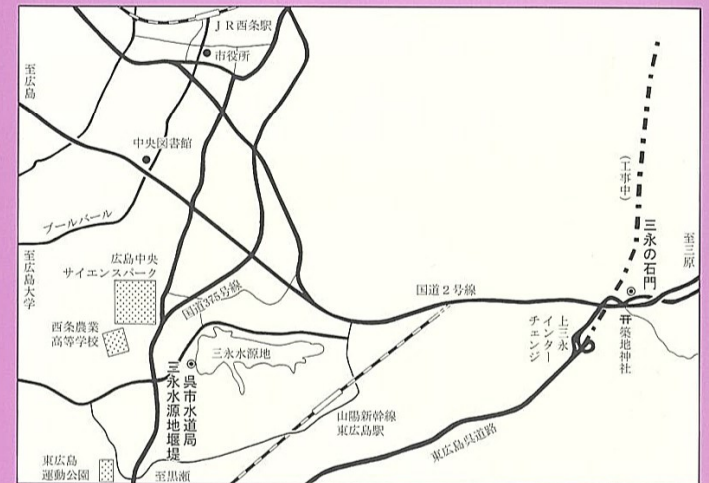 JR西条駅
市役所
至広島
中央図書館
ブールバール
至広島大学
広島中央
サイエンスパーク
西条農業
高等学校
国道375号線
三永水源地
呉市水道局
三永水源地堰堤
東広島
運動公園
至黒瀬
山陽新幹線
東広島駅
東広島呉道路
国道2号線
上三永
インター
チェンジ
築地神社
三永の石門
至三原
(工事中)